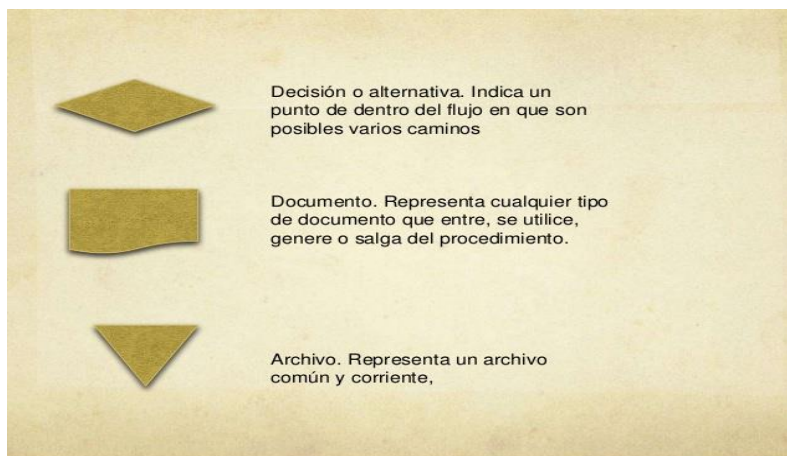 Decisión o alternativa. Indica un
punto de dentro del flujo en que son
posibles varios caminos
Documento. Representa cualquier tipo
de documento que entre, se utilice,
genere o salga del procedimiento.
Archivo. Representa un archivo
común y corriente,